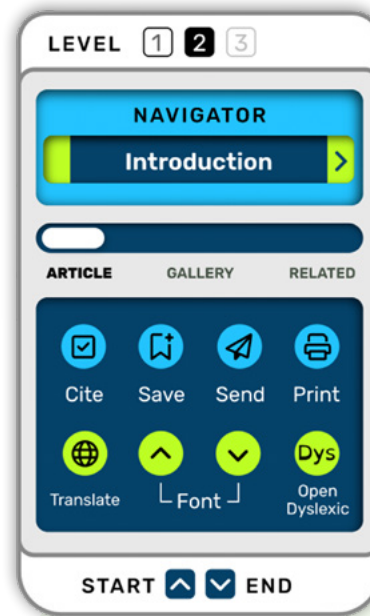 LEVEL 1 2 3
NAVIGATOR
Introduction
ARTICLE GALLERY RELATED
Cite Save Send Print
Dys
Translate Font Open
Dyslexic
START END